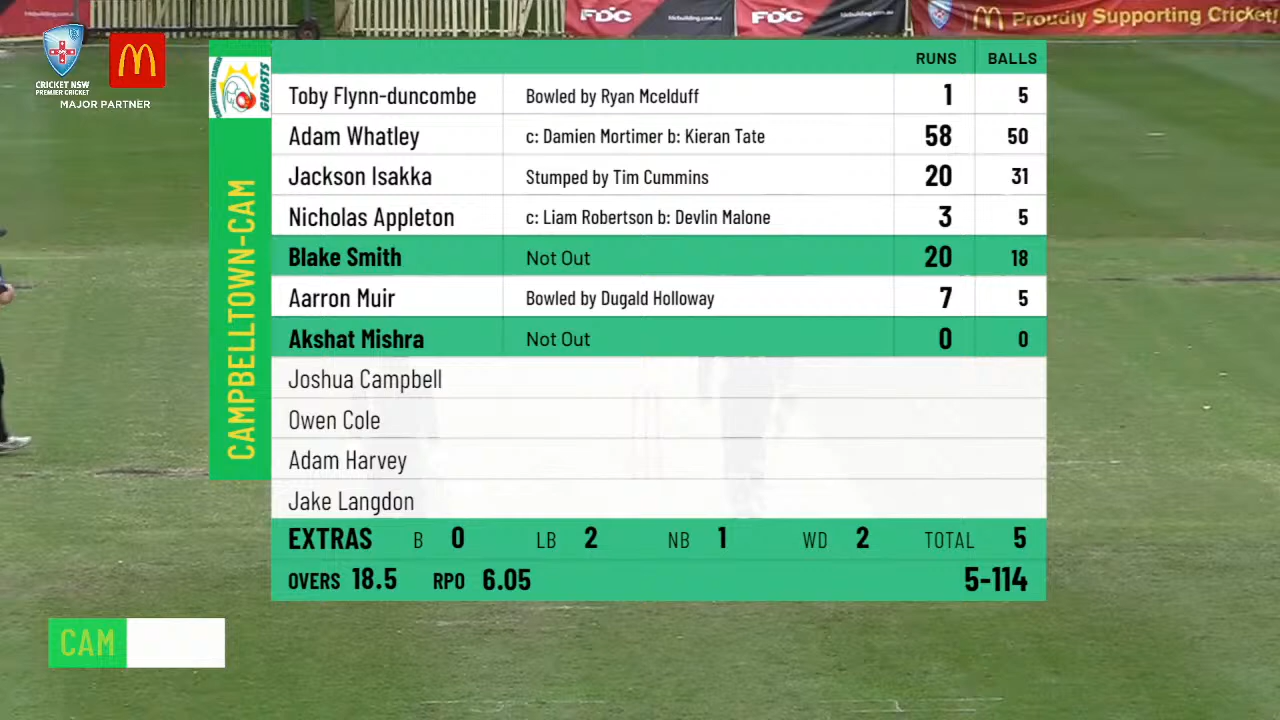 FDC
FDC
Proudly Supporting Cricket!
CRICKET NSW
PREMIER CRICKET
MAJOR PARTNER
CAMPBELLTOWN CAMDEN GHOSTS
CAMPBELLTOWN-CAM
RUNS BALLS
Toby Flynn-duncombe Bowled by Ryan Mcelduff 1 5
Adam Whatley c: Damien Mortimer b: Kieran Tate 58 50
Jackson Isakka Stumped by Tim Cummins 20 31
Nicholas Appleton c: Liam Robertson b: Devlin Malone 3 5
Blake Smith Not Out 20 18
Aarron Muir Bowled by Dugald Holloway 7 5
Akshat Mishra Not Out 0 0
Joshua Campbell
Owen Cole
Adam Harvey
Jake Langdon
EXTRAS B 0 LB 2 NB 1 WD 2 TOTAL 5
OVERS 18.5 RPO 6.05 5-114
CAM